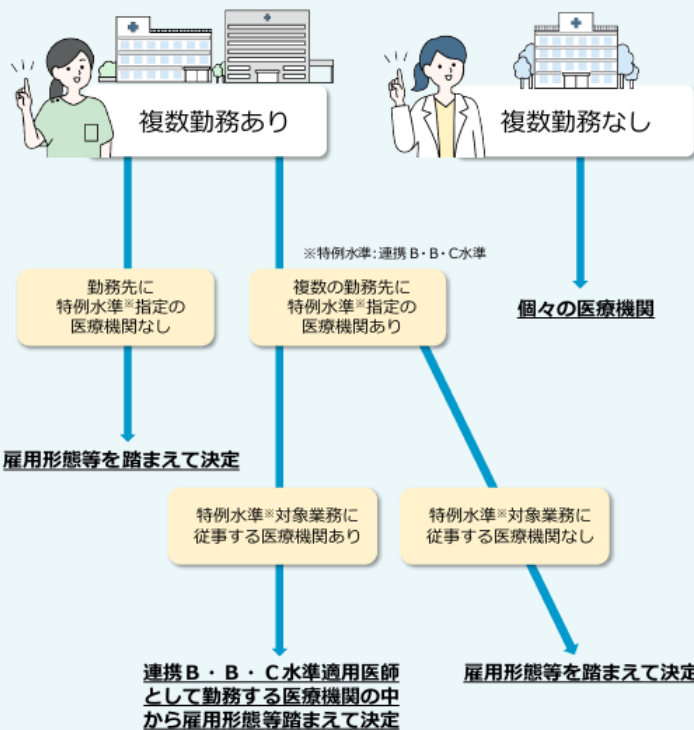 複数勤務あり
複数勤務なし
※特例水準：連携Ｂ・Ｂ・Ｃ水準
勤務先に
特例水準※指定の
医療機関なし
複数の勤務先に
特例水準※指定の
医療機関あり
個々の医療機関
雇用形態等を踏まえて決定
特例水準※対象業務に
従事する医療機関あり
特例水準※対象業務に
従事する医療機関なし
連携Ｂ・Ｂ・Ｃ水準適用医師
として勤務する医療機関の中
から雇用形態等踏まえて決定
雇用形態等を踏まえて決定